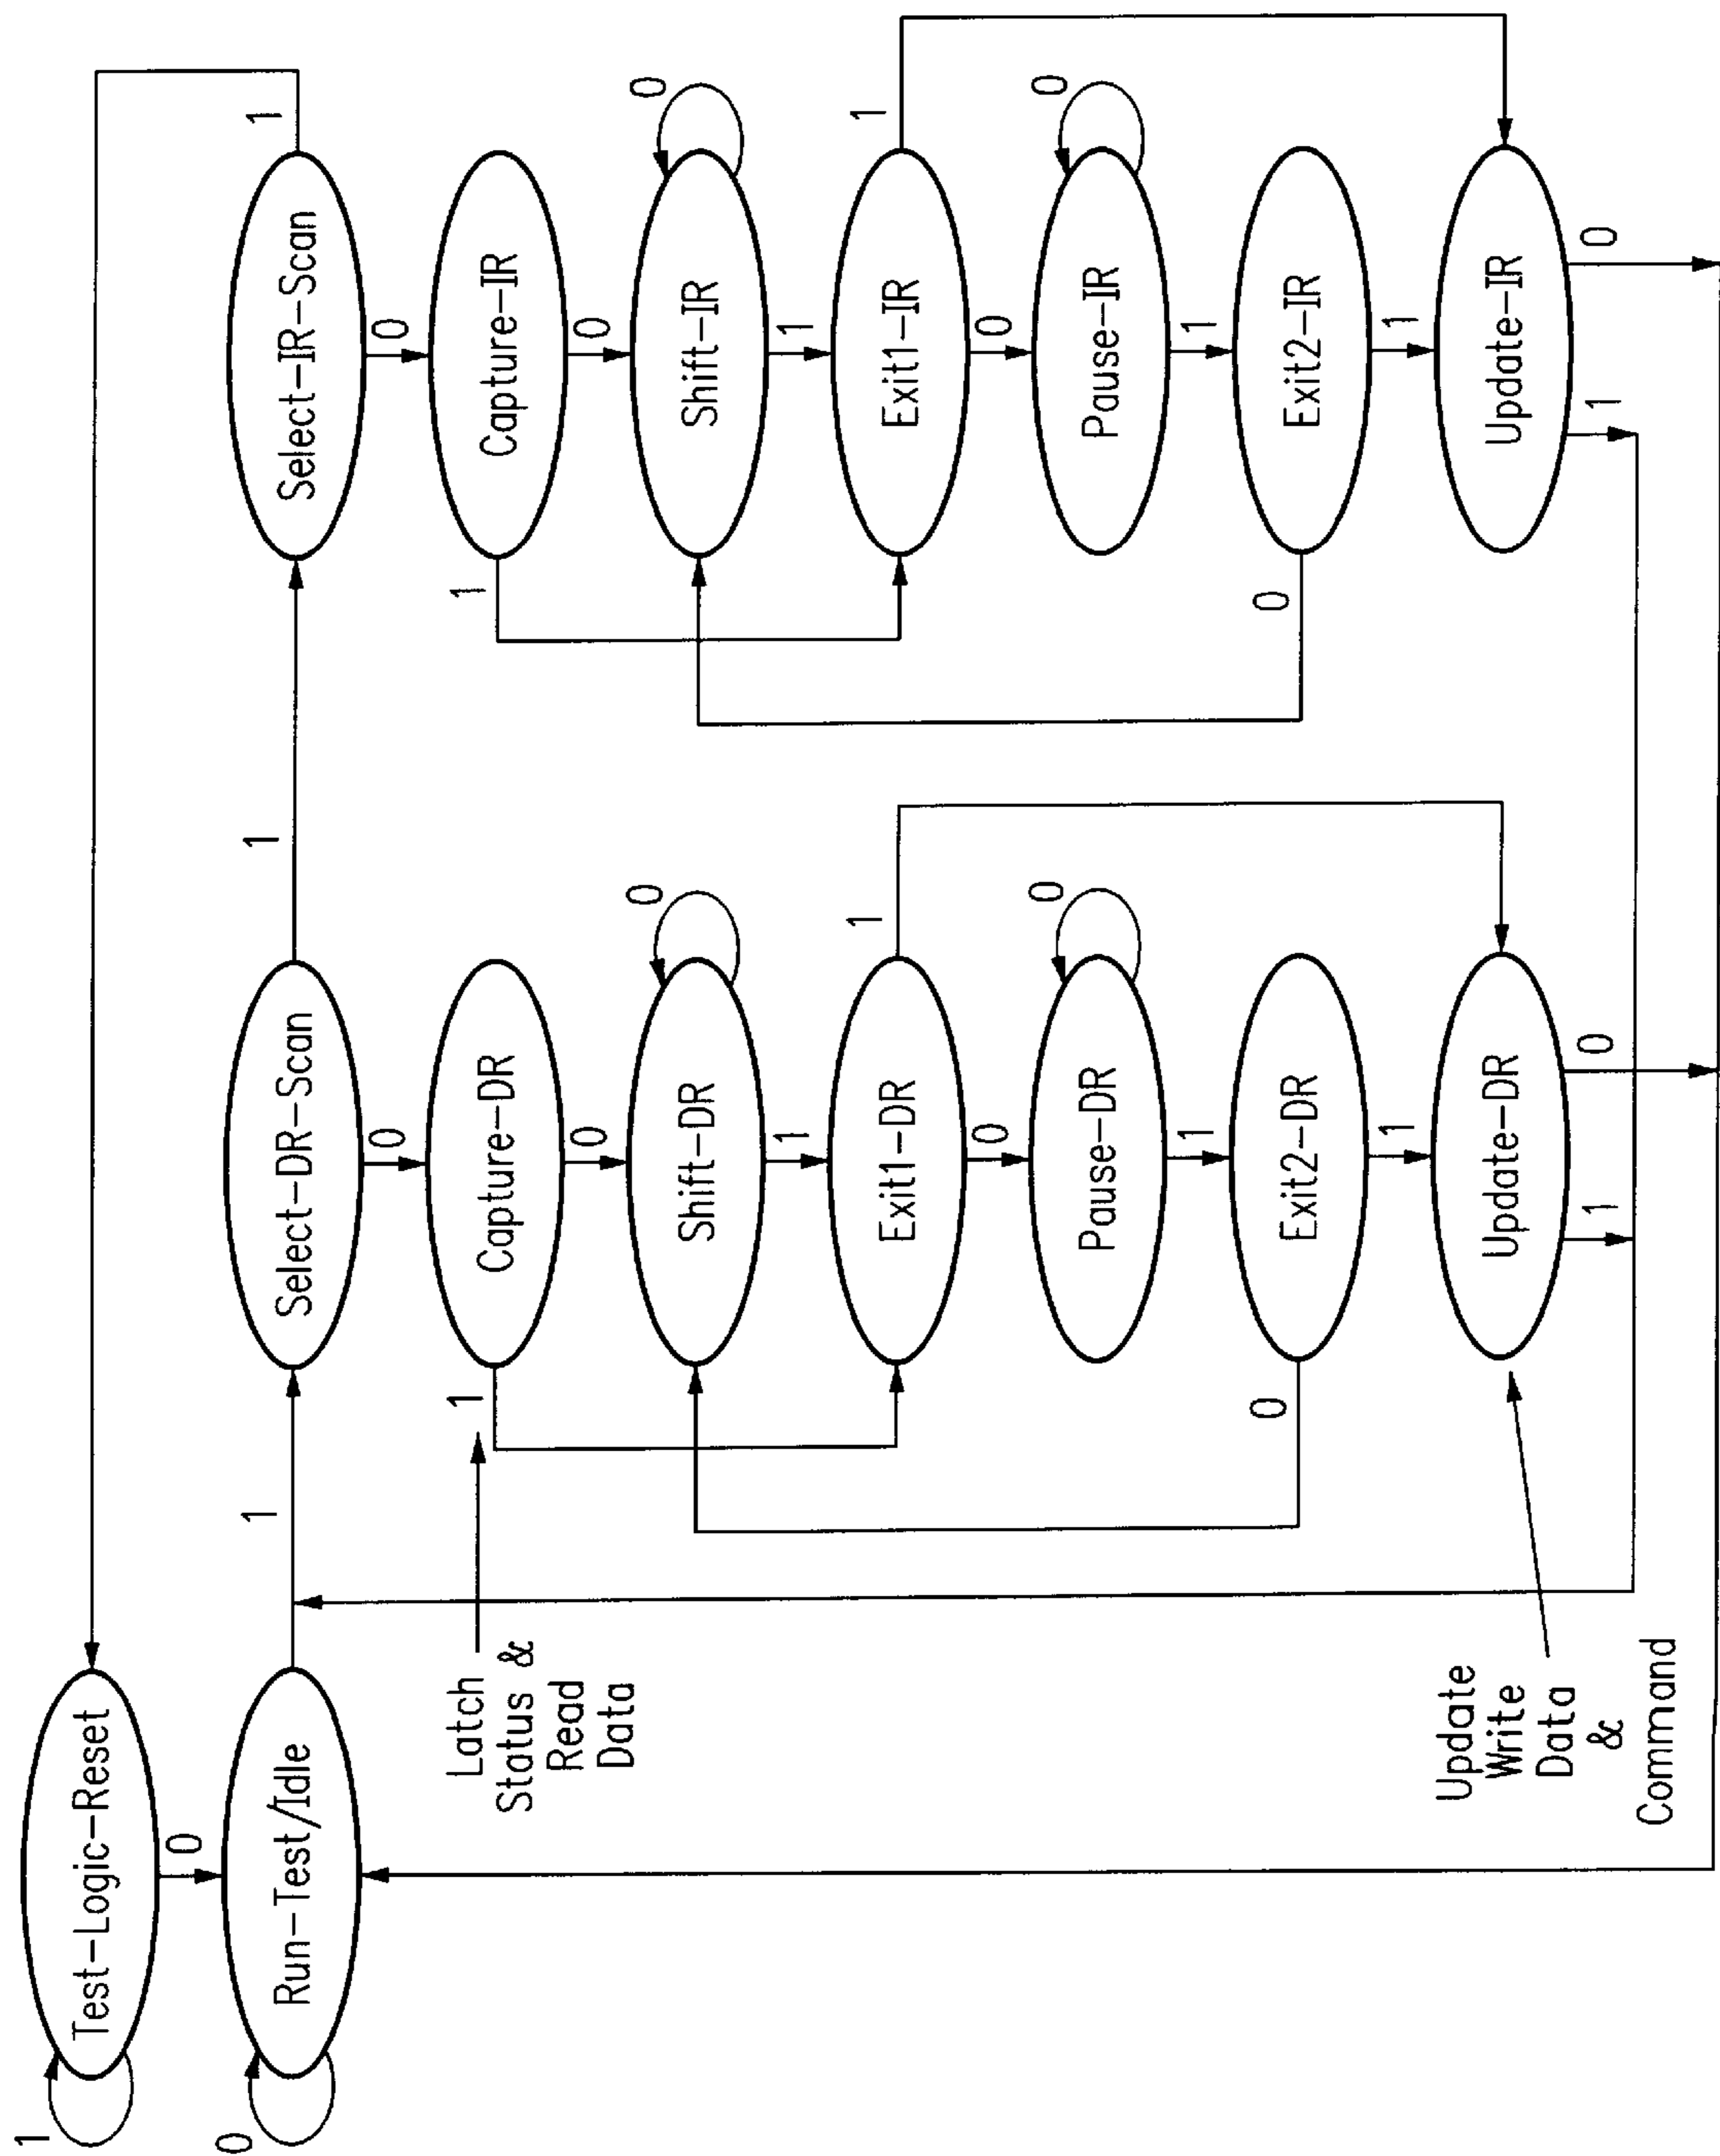 1
Test-Logic-Reset
0
0
Run-Test/Idle
1
Select-DR-Scan
1
Select-IR-Scan
1
0
0
Latch
Status &
Read
Data
1
Capture-DR
0
1
Capture-IR
0
Shift-DR
0
Shift-IR
0
1
1
Exit1-DR
1
Exit1-IR
1
0
0
Pause-DR
0
Pause-IR
0
1
1
0
Exit2-DR
0
Exit2-IR
1
1
Update
Write
Data
&
Command
Update-DR
Update-IR
1
0
1
0